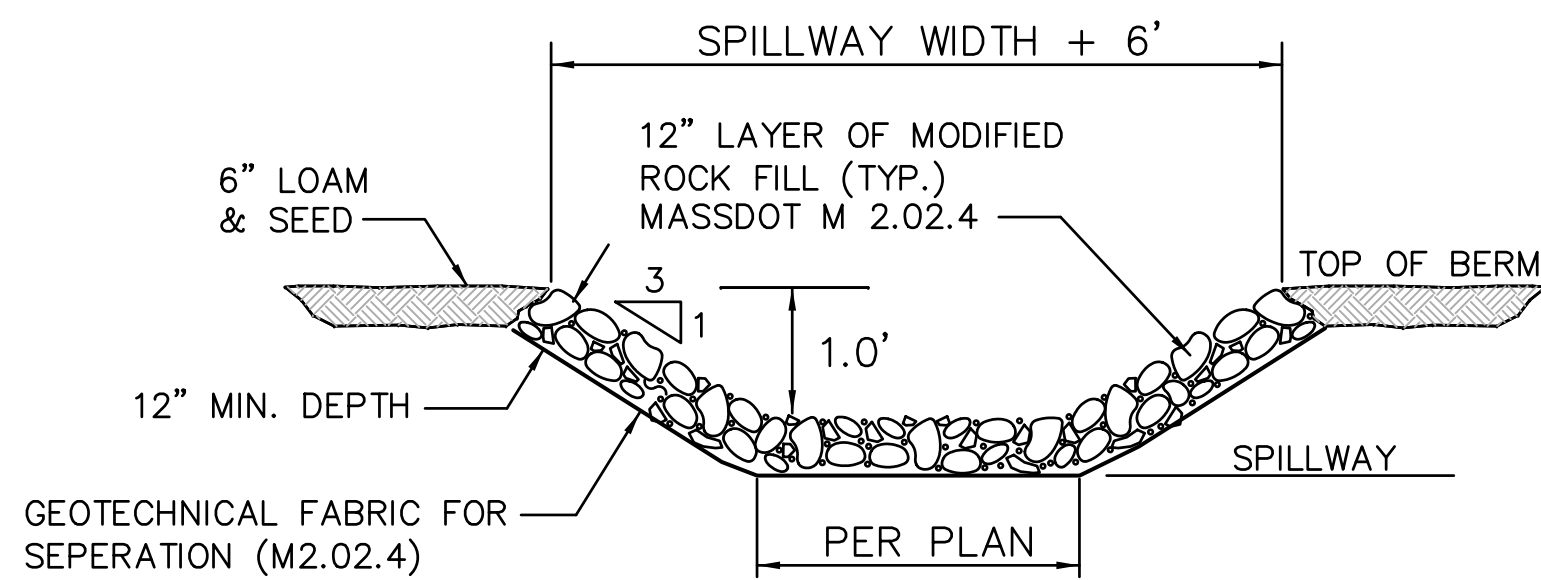 SPILLWAY WIDTH + 6'
12" LAYER OF MODIFIED
ROCK FILL (TYP.)
MASSDOT M 2.02.4
6" LOAM
& SEED
TOP OF BERM
3
1
1.0'
12" MIN. DEPTH
SPILLWAY
GEOTECHNICAL FABRIC FOR
SEPERATION (M2.02.4)
PER PLAN